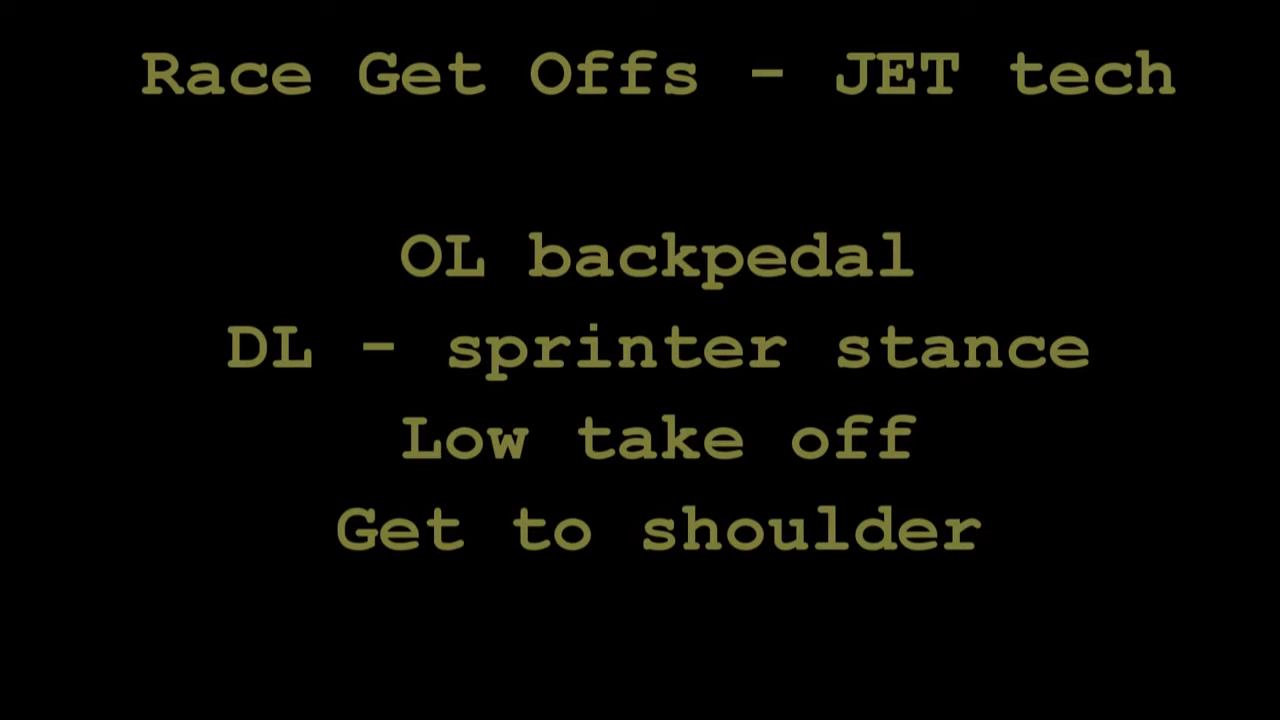 Race Get Offs - JET tech
OL backpedal
DL - sprinter stance
Low take off
Get to shoulder